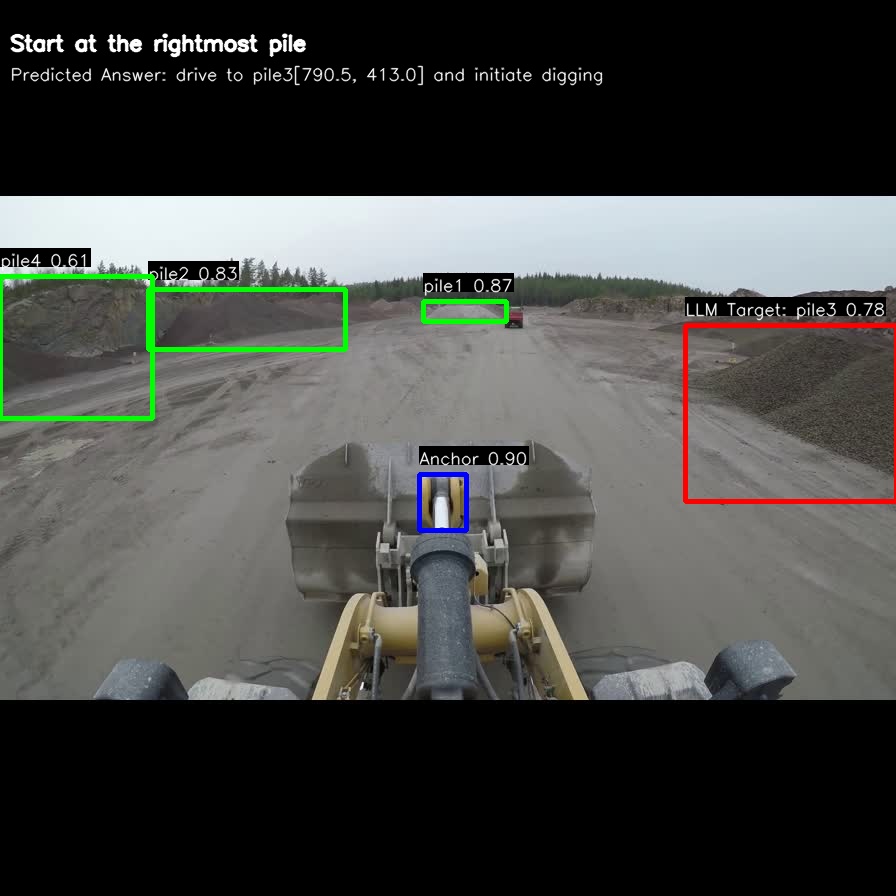 Start at the rightmost pile
Predicted Answer: drive to pile3[790.5, 413.0] and initiate digging
pile4 0.61
pile2 0.83
pile1 0.87
LLM Target: pile3 0.78
Anchor 0.90